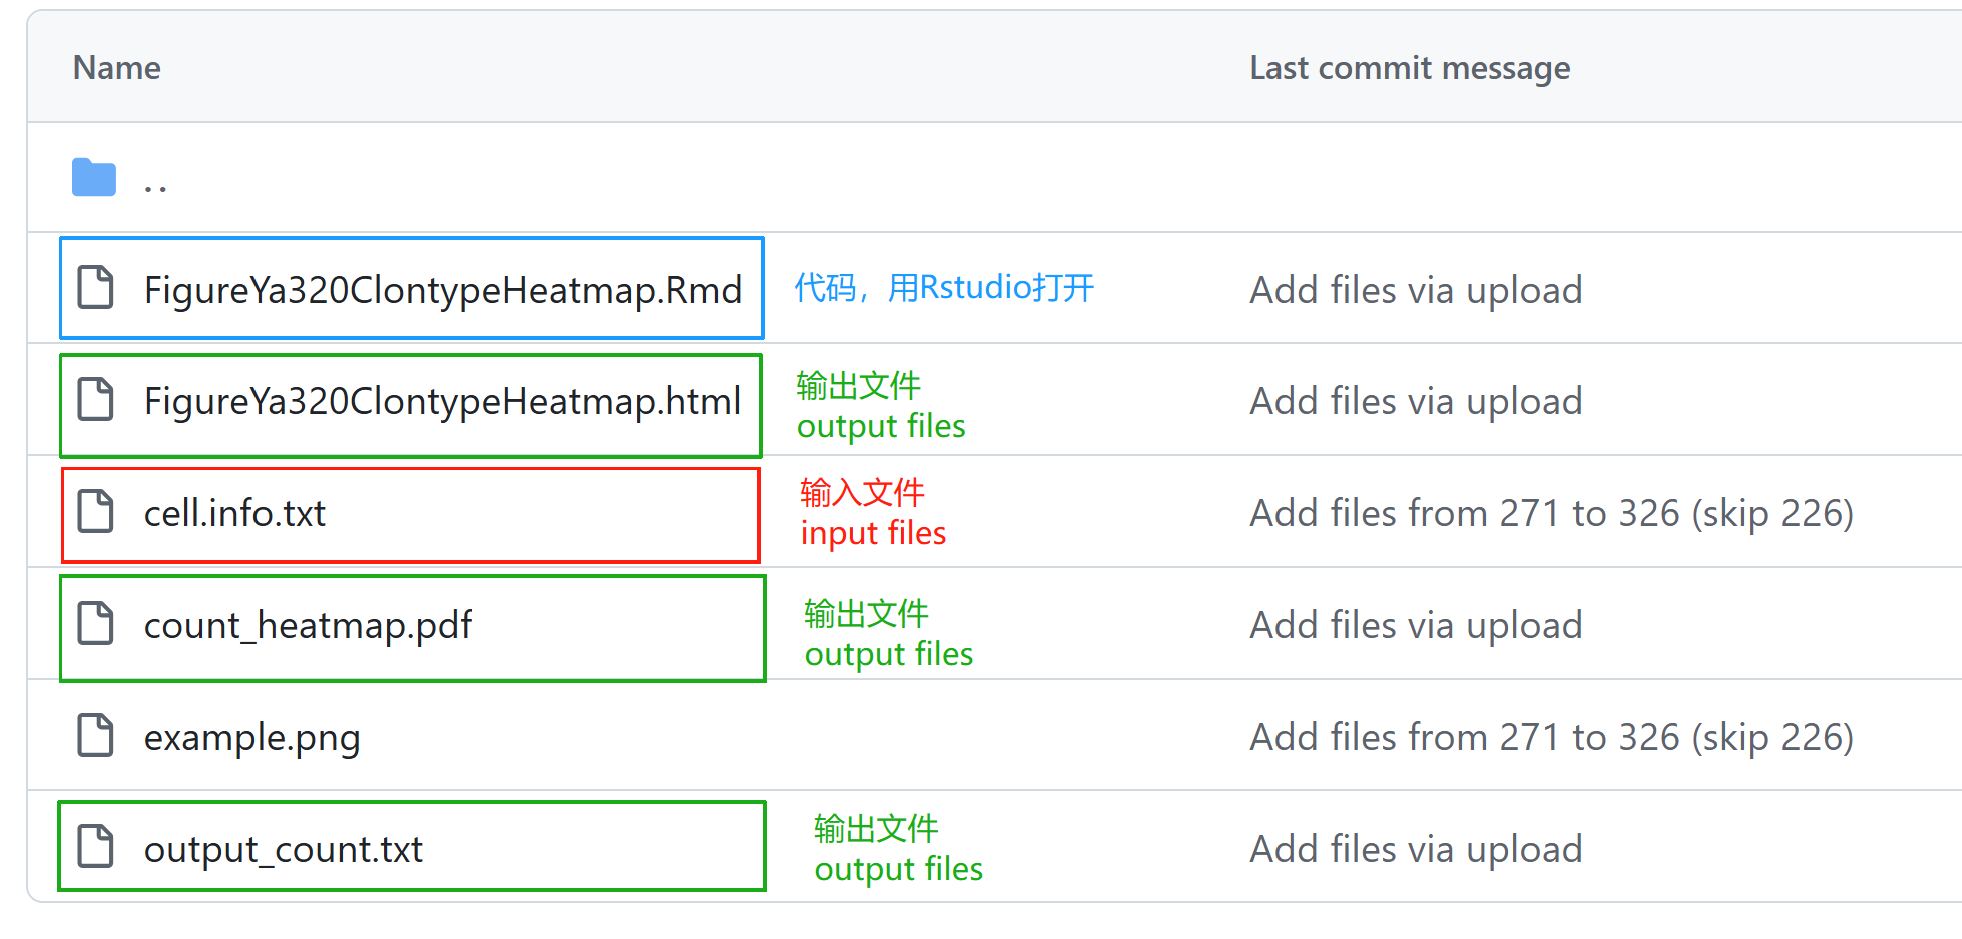 Name
Last commit message
..
FigureYa320ClontypeHeatmap.Rmd
代码，用Rstudio打开
Add files via upload
FigureYa320ClontypeHeatmap.html
输出文件
output files
Add files via upload
cell.info.txt
输入文件
input files
Add files from 271 to 326 (skip 226)
count_heatmap.pdf
输出文件
output files
Add files via upload
example.png
Add files from 271 to 326 (skip 226)
output_count.txt
输出文件
output files
Add files via upload